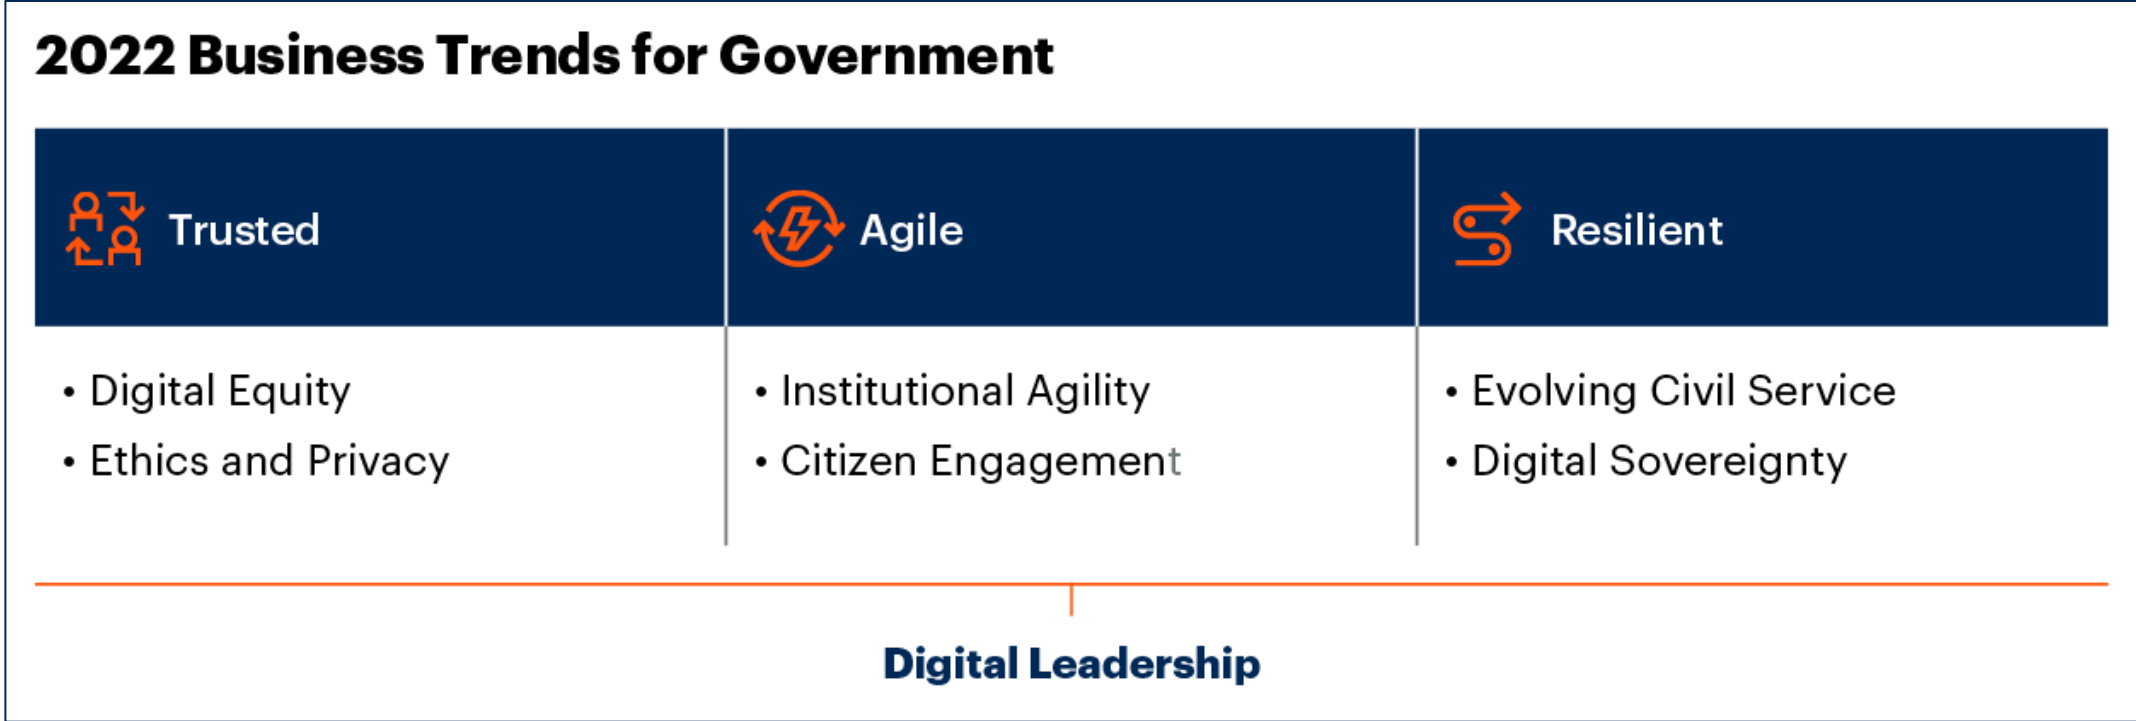 2022 Business Trends for Government
Trusted
Agile
Resilient
• Digital Equity
• Ethics and Privacy
• Institutional Agility
• Citizen Engagement
• Evolving Civil Service
• Digital Sovereignty
Digital Leadership